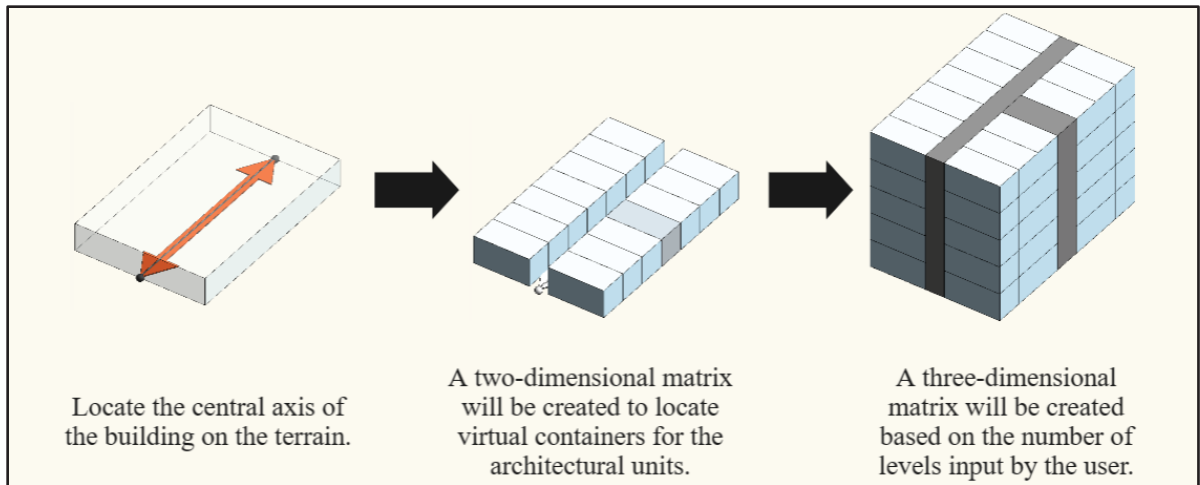 Locate the central axis of
the building on the terrain.
A two-dimensional matrix
will be created to locate
virtual containers for the
architectural units.
A three-dimensional
matrix will be created
based on the number of
levels input by the user.